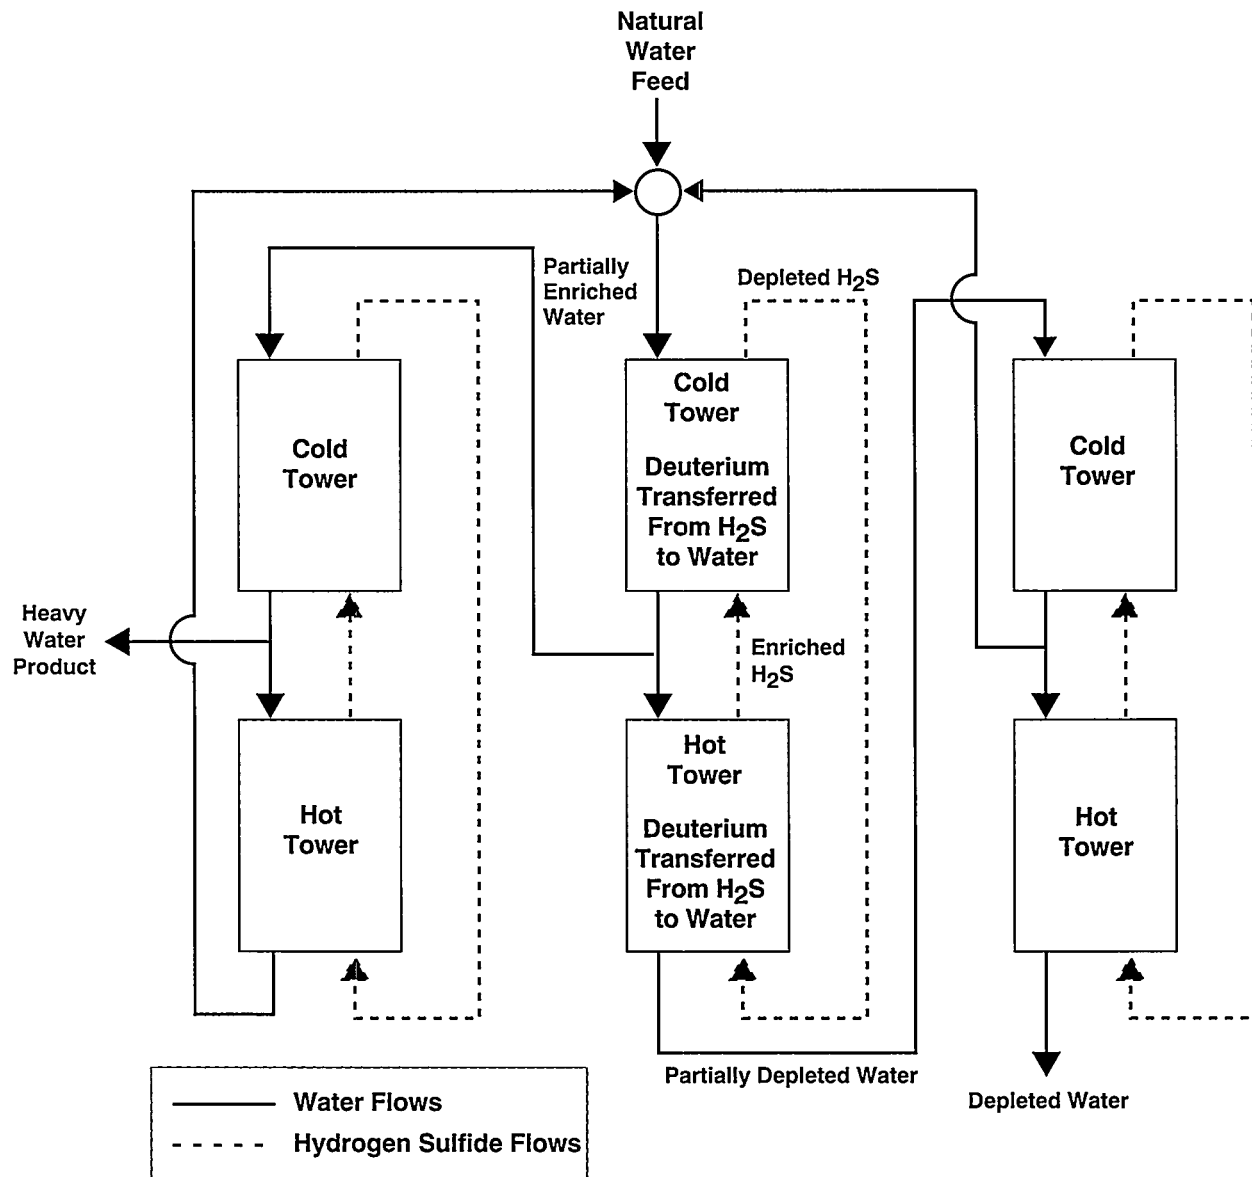 Natural
Water
Feed
Partially
Enriched
Water
Depleted H2S
Cold
Tower
Cold
Tower
Deuterium
Transferred
From H2S
to Water
Cold
Tower
Heavy
Water
Product
Enriched
H2S
Hot
Tower
Hot
Tower
Deuterium
Transferred
From H2S
to Water
Hot
Tower
Partially Depleted Water
Depleted Water
Water Flows
Hydrogen Sulfide Flows